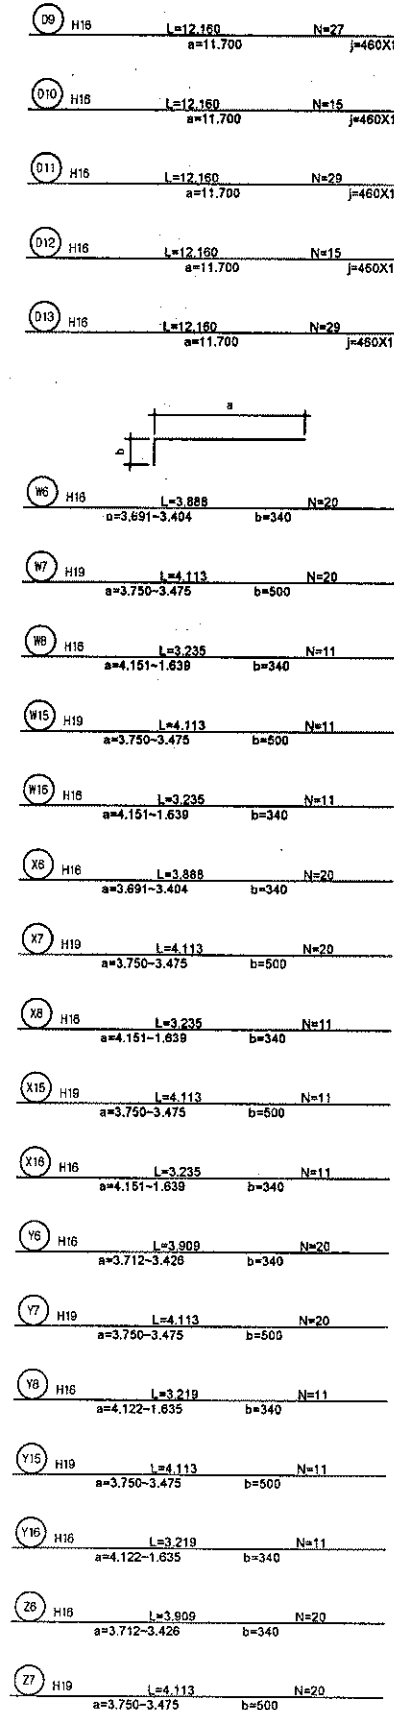 D9 H16 L=12.160 N=27
a=11.700 j=460X1
D10 H16 L=12.160 N=15
a=11.700 j=460X1
D11 H16 L=12.160 N=29
a=11.700 j=460X1
D12 H16 L=12.160 N=15
a=11.700 j=460X1
D13 H16 L=12.160 N=29
a=11.700 j=460X1
a
b
W6 H16 L=3.888 N=20
a=3.691~3.404 b=340
W7 H19 L=4.113 N=20
a=3.750~3.475 b=500
W8 H16 L=3.235 N=11
a=4.151~1.639 b=340
W15 H19 L=4.113 N=11
a=3.750~3.475 b=500
W16 H16 L=3.235 N=11
a=4.151~1.639 b=340
X6 H16 L=3.888 N=20
a=3.691~3.404 b=340
X7 H19 L=4.113 N=20
a=3.750~3.475 b=500
X8 H16 L=3.235 N=11
a=4.151~1.639 b=340
X15 H19 L=4.113 N=11
a=3.750~3.475 b=500
X16 H16 L=3.235 N=11
a=4.151~1.639 b=340
Y6 H16 L=3.909 N=20
a=3.712~3.426 b=340
Y7 H19 L=4.113 N=20
a=3.750~3.475 b=500
Y8 H16 L=3.219 N=11
a=4.122~1.635 b=340
Y15 H19 L=4.113 N=11
a=3.750~3.475 b=500
Y16 H16 L=3.219 N=11
a=4.122~1.635 b=340
Z6 H16 L=3.909 N=20
a=3.712~3.426 b=340
Z7 H19 L=4.113 N=20
a=3.750~3.475 b=500